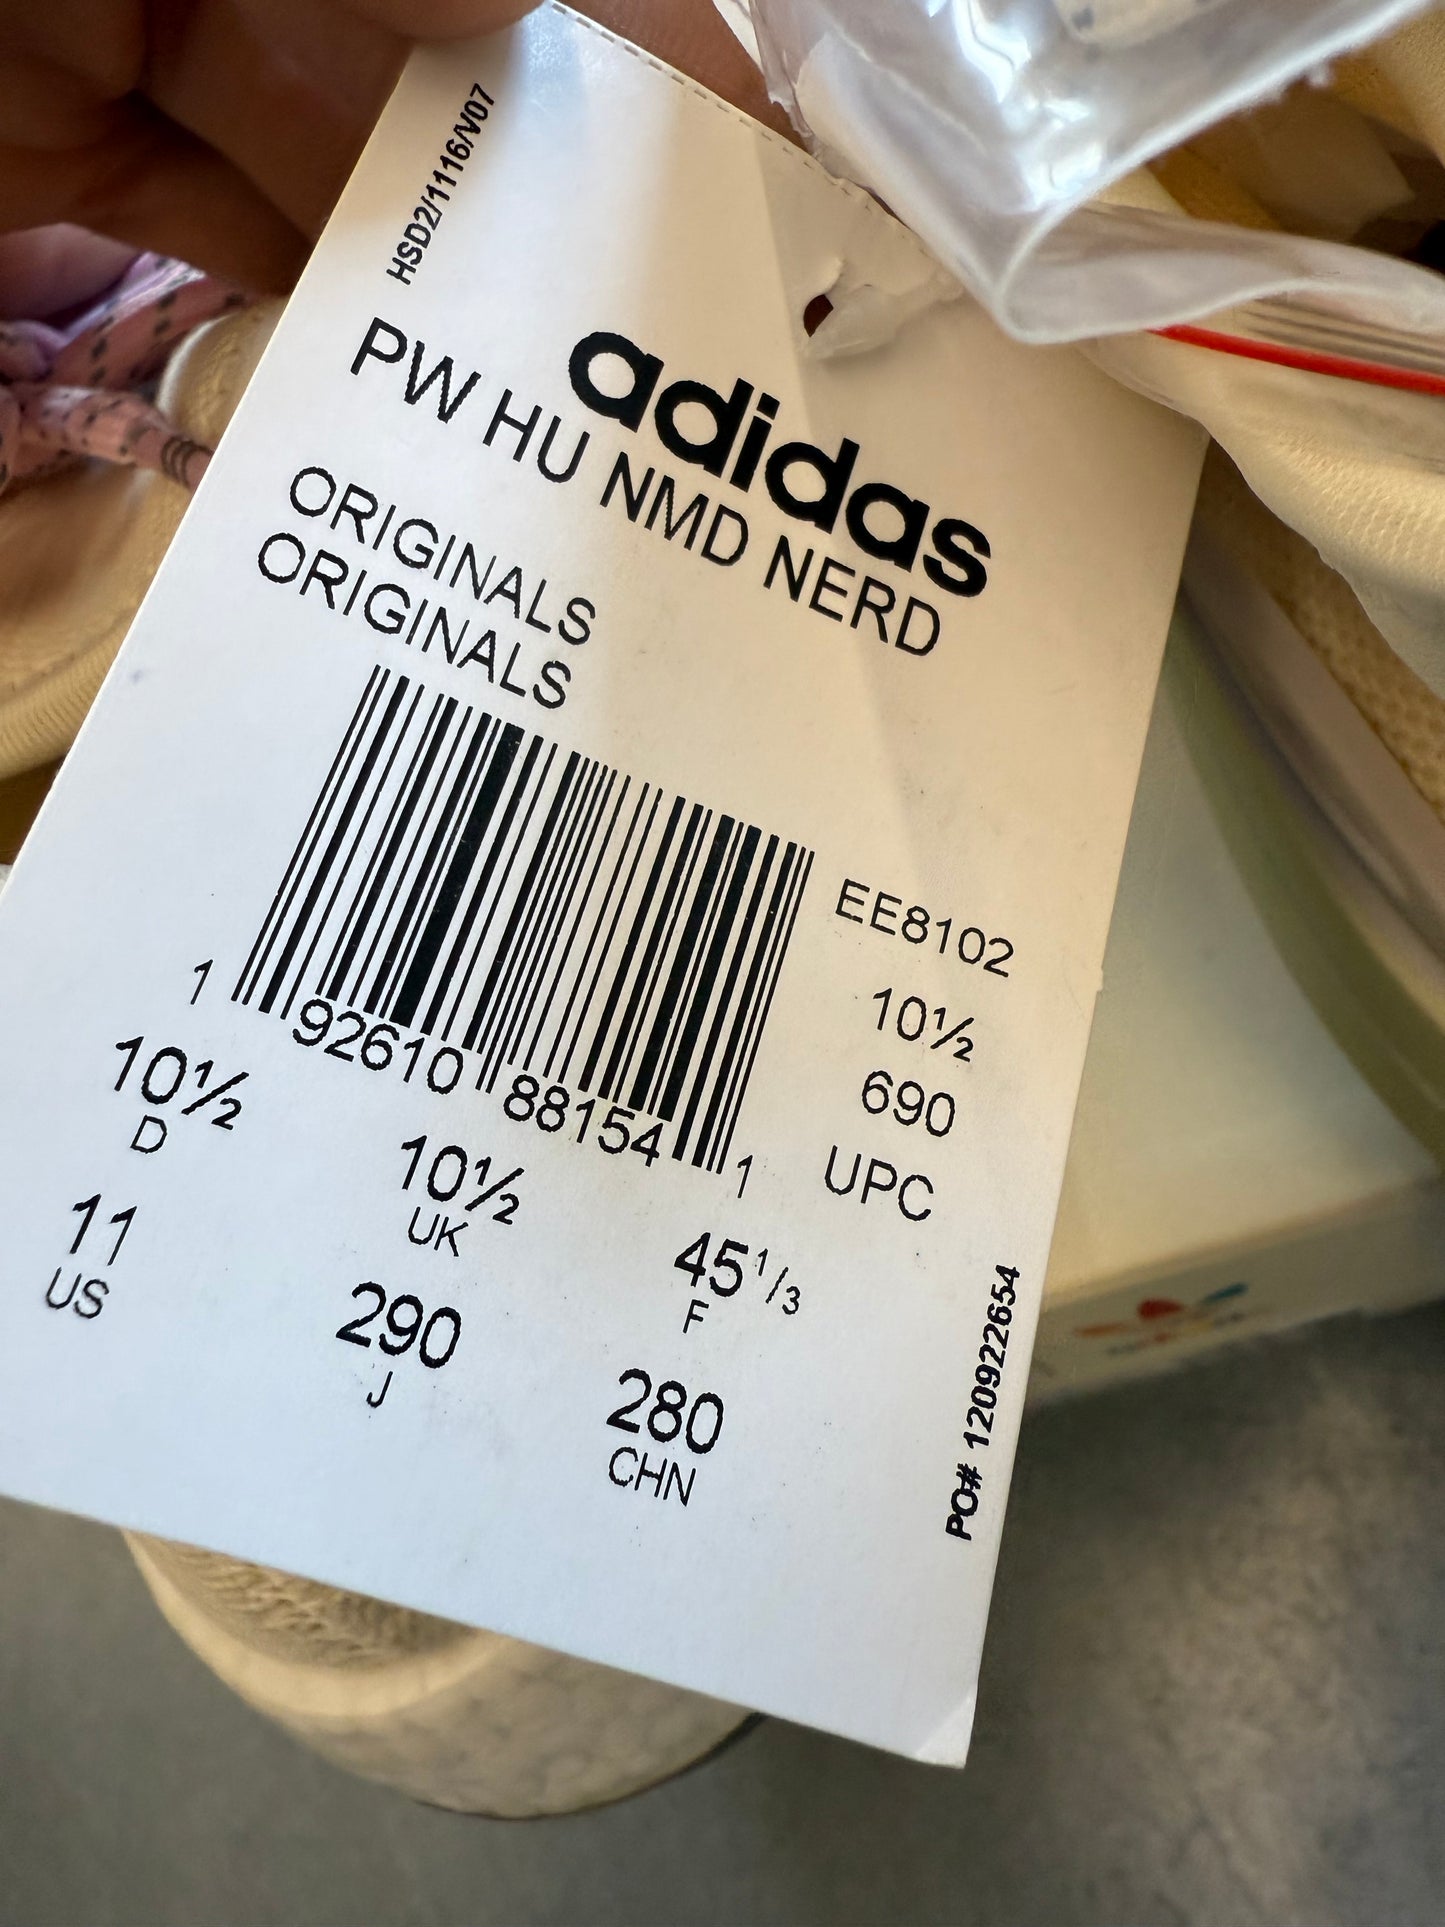 HSD2/1116/V07
adidas
PW HU NMD NERD
ORIGINALS
ORIGINALS
EE8102
10½
690
UPC
1 92610 88154 1
10½
D
10½
UK
45 1/3
F
11
US
290
J
280
CHN
PO# 120922654